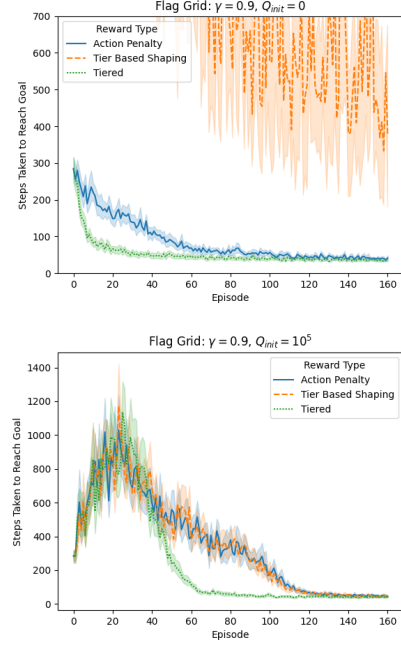 Flag Grid: γ = 0.9, Q_init = 0
700
600
500
400
300
200
100
0
Steps Taken to Reach Goal
Reward Type
Action Penalty
Tier Based Shaping
Tiered
0 20 40 60 80 100 120 140 160
Episode
Flag Grid: γ = 0.9, Q_init = 10^5
1400
1200
1000
800
600
400
200
0
Steps Taken to Reach Goal
Reward Type
Action Penalty
Tier Based Shaping
Tiered
0 20 40 60 80 100 120 140 160
Episode